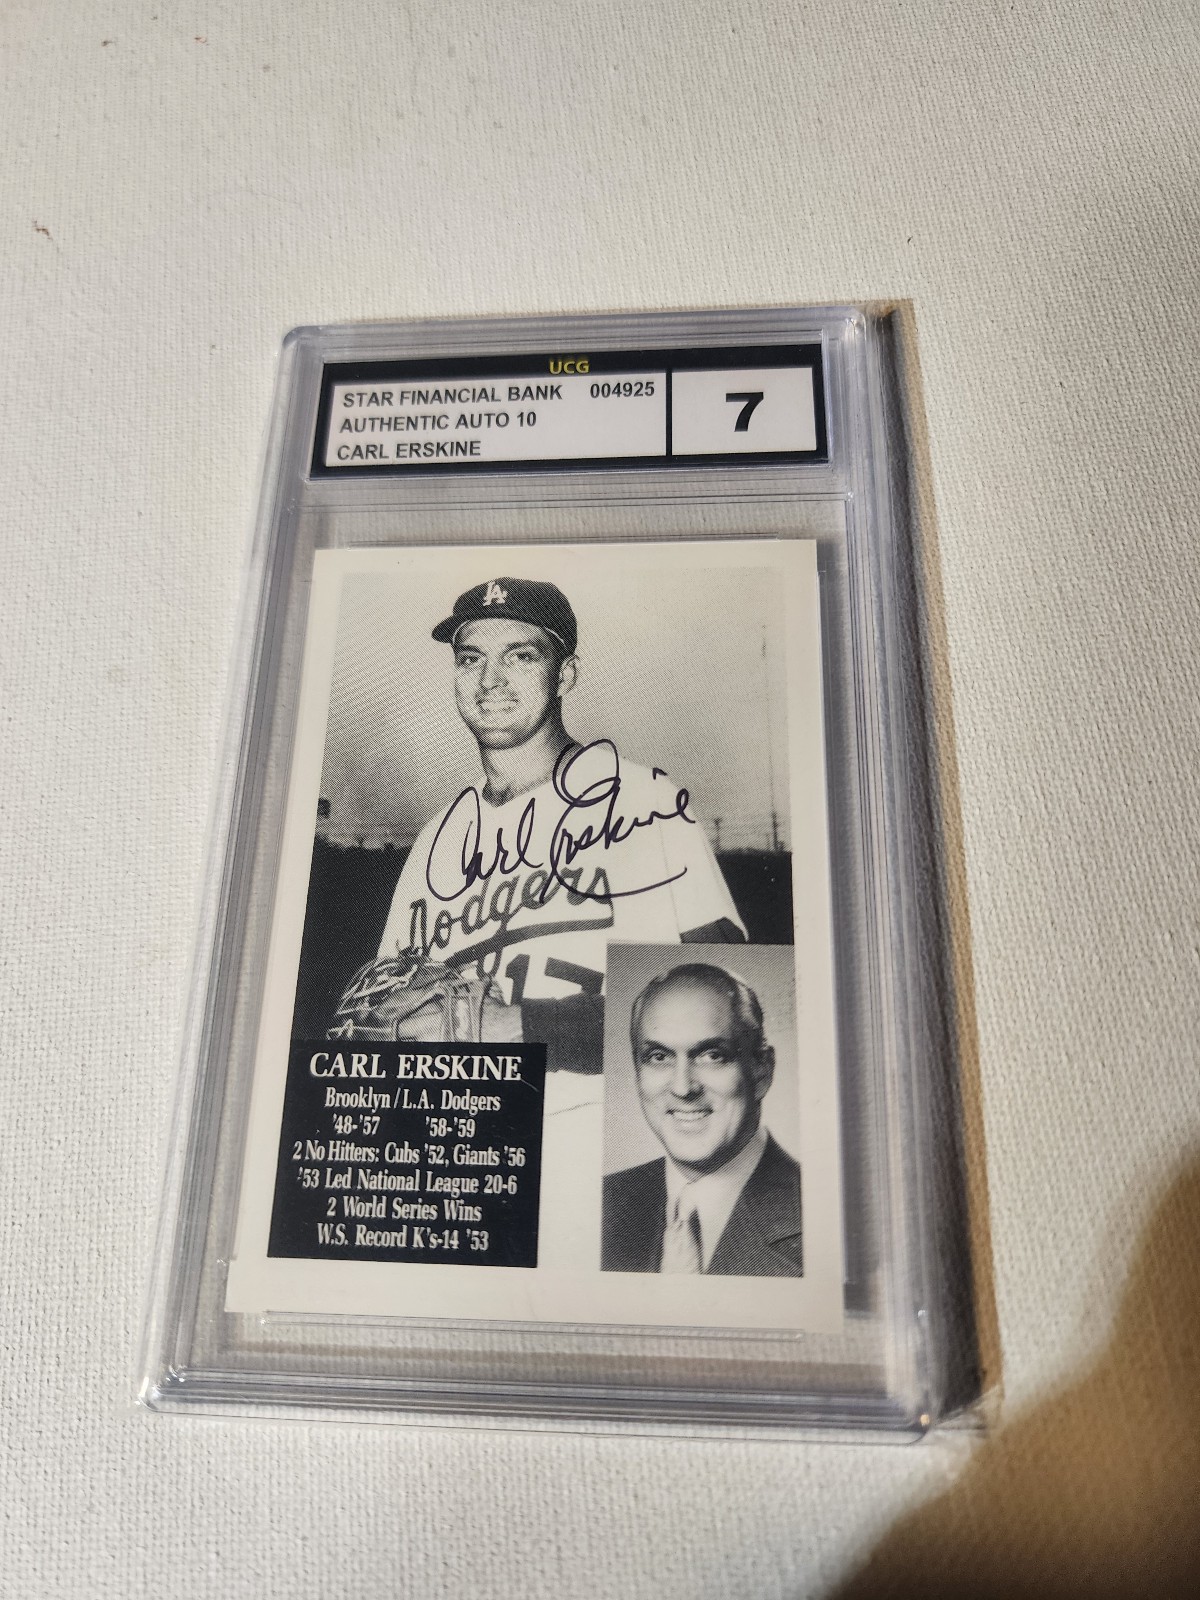 UCG
STAR FINANCIAL BANK 004925
AUTHENTIC AUTO 10
CARL ERSKINE
7
LA
Carl Erskine
Dodgers
17
CARL ERSKINE
Brooklyn/L.A. Dodgers
'48-'57 '58-'59
2 No Hitters: Cubs '52, Giants '56
'53 Led National League 20-6
2 World Series Wins
W.S. Record K's-14 '53